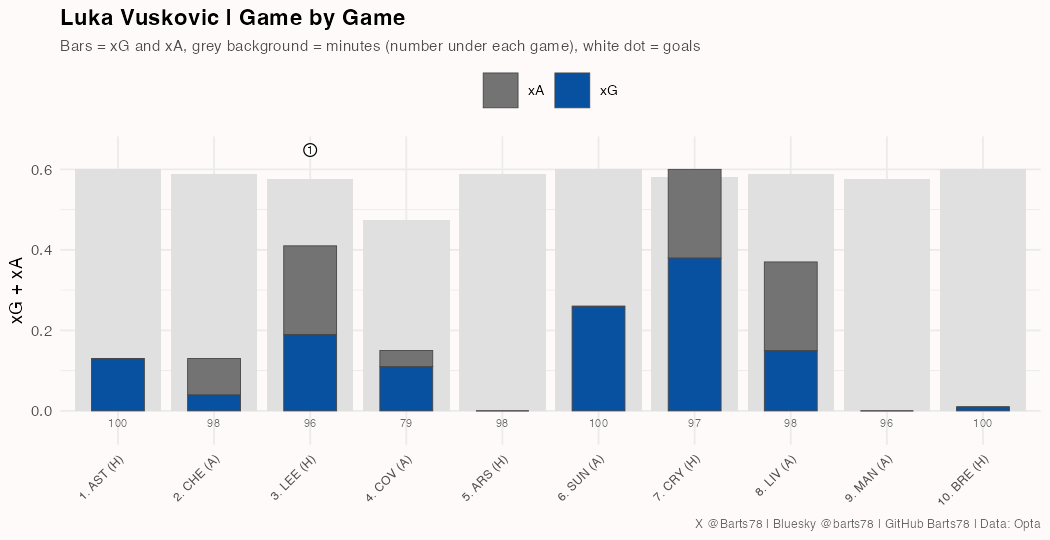 Luka Vuskovic | Game by Game
Bars = xG and xA, grey background = minutes (number under each game), white dot = goals
xA xG
1
xG + xA
0.6
0.4
0.2
0.0
100 98 96 79 98 100 97 98 96 100
1. AST (H) 2. CHE (A) 3. LEE (H) 4. COV (A) 5. ARS (H) 6. SUN (A) 7. CRY (H) 8. LIV (A) 9. MAN (A) 10. BRE (H)
X @Barts78 | Bluesky @barts78 | GitHub Barts78 | Data: Opta